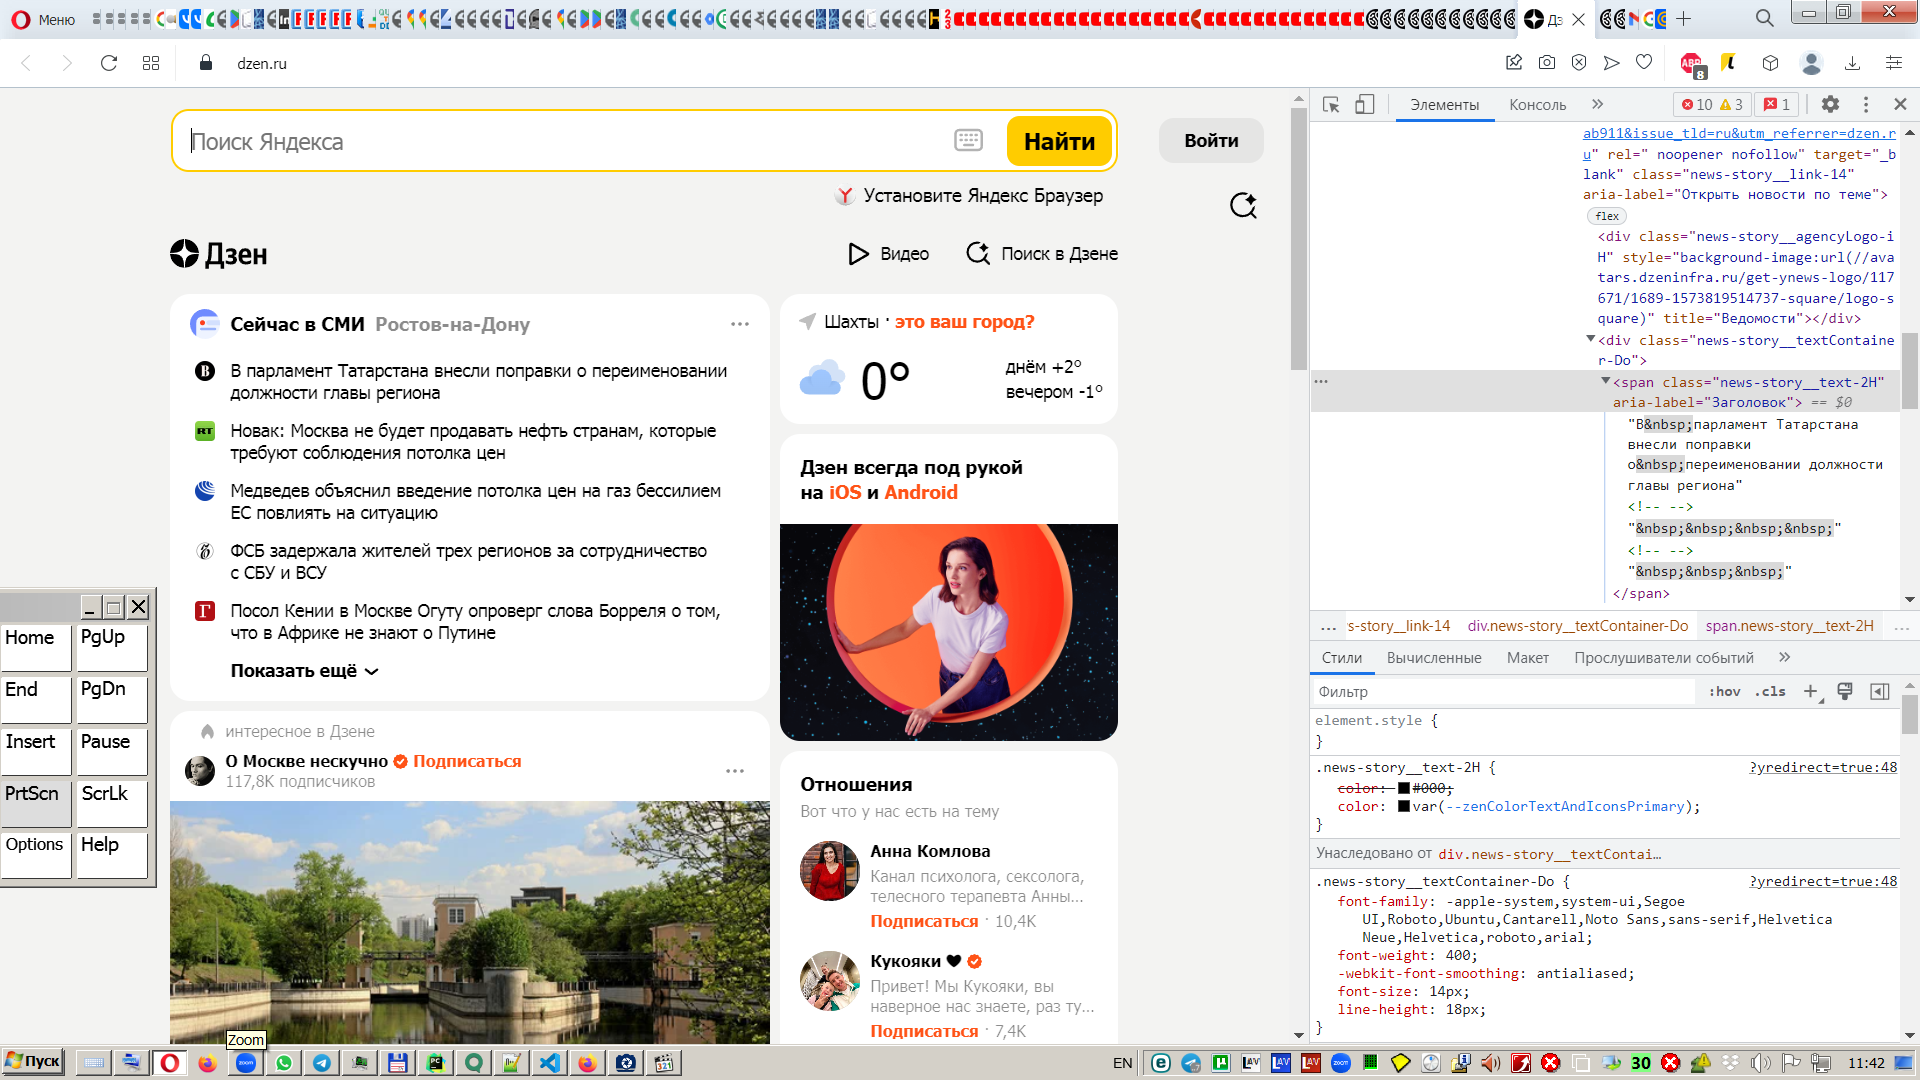 Меню
Дз
dzen.ru
ABP
8
Поиск Яндекса
Найти
Войти
Установите Яндекс Браузер
Дзен
Видео
Поиск в Дзене
Сейчас в СМИ Ростов-на-Дону
В парламент Татарстана внесли поправки о переименовании
должности главы региона
RT
Новак: Москва не будет продавать нефть странам, которые
требуют соблюдения потолка цен
Медведев объяснил введение потолка цен на газ бессилием
ЕС повлиять на ситуацию
ФСБ задержала жителей трех регионов за сотрудничество
с СБУ и ВСУ
Посол Кении в Москве Огуту опроверг слова Борреля о том,
что в Африке не знают о Путине
Показать ещё
интересное в Дзене
О Москве нескучно Подписаться
117,8K подписчиков
Шахты · это ваш город?
0°
днём +2°
вечером -1°
Дзен всегда под рукой
на iOS и Android
Отношения
Вот что у нас есть на тему
Анна Комлова
Канал психолога, сексолога,
телесного терапевта Анны...
Подписаться · 10,4K
Кукояки
Привет! Мы Кукояки, вы
наверное нас знаете, раз ту...
Подписаться · 7,4K
Home PgUp
End PgDn
Insert Pause
PrtScn ScrLk
Options Help
Zoom
Элементы Консоль
10 3 1
ab911&issue_tld=ru&utm_referrer=dzen.r
u" rel=" noopener nofollow" target="_b
lank" class="news-story__link-14"
aria-label="Открыть новости по теме">
flex
<div class="news-story__agencyLogo-i
H" style="background-image:url(//ava
tars.dzeninfra.ru/get-ynews-logo/117
671/1689-1573819514737-square/logo-s
quare)" title="Ведомости"></div>
<div class="news-story__textContaine
r-Do">
<span class="news-story__text-2H"
aria-label="Заголовок"> == $0
"В&nbsp;парламент Татарстана
внесли поправки
о&nbsp;переименовании должности
главы региона"
<!-- -->
"&nbsp;&nbsp;&nbsp;&nbsp;"
<!-- -->
"&nbsp;&nbsp;&nbsp;"
</span>
... s-story__link-14 div.news-story__textContainer-Do span.news-story__text-2H ...
Стили Вычисленные Макет Прослушиватели событий
Фильтр
:hov .cls
element.style {
}
.news-story__text-2H {
?yredirect=true:48
color: #000;
color: var(--zenColorTextAndIconsPrimary);
}
Унаследовано от div.news-story__textContai…
.news-story__textContainer-Do {
?yredirect=true:48
font-family: -apple-system,system-ui,Segoe
UI,Roboto,Ubuntu,Cantarell,Noto Sans,sans-serif,Helvetica
Neue,Helvetica,roboto,arial;
font-weight: 400;
-webkit-font-smoothing: antialiased;
font-size: 14px;
line-height: 18px;
}
Пуск
EN
LAV
LAV
LAV
30
11:42